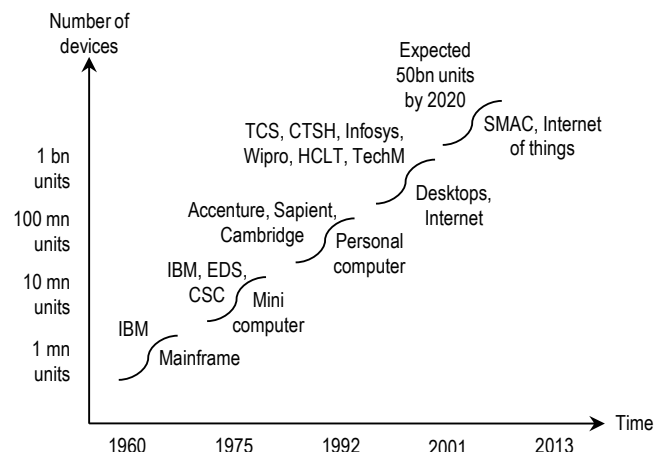 Number of
devices
Expected
50bn units
by 2020
SMAC, Internet
of things
TCS, CTSH, Infosys,
Wipro, HCLT, TechM
1 bn
units
Desktops,
Internet
Accenture, Sapient,
Cambridge
100 mn
units
Personal
computer
IBM, EDS,
CSC
10 mn
units
Mini
computer
IBM
Mainframe
1 mn
units
Time
1960
1975
1992
2001
2013